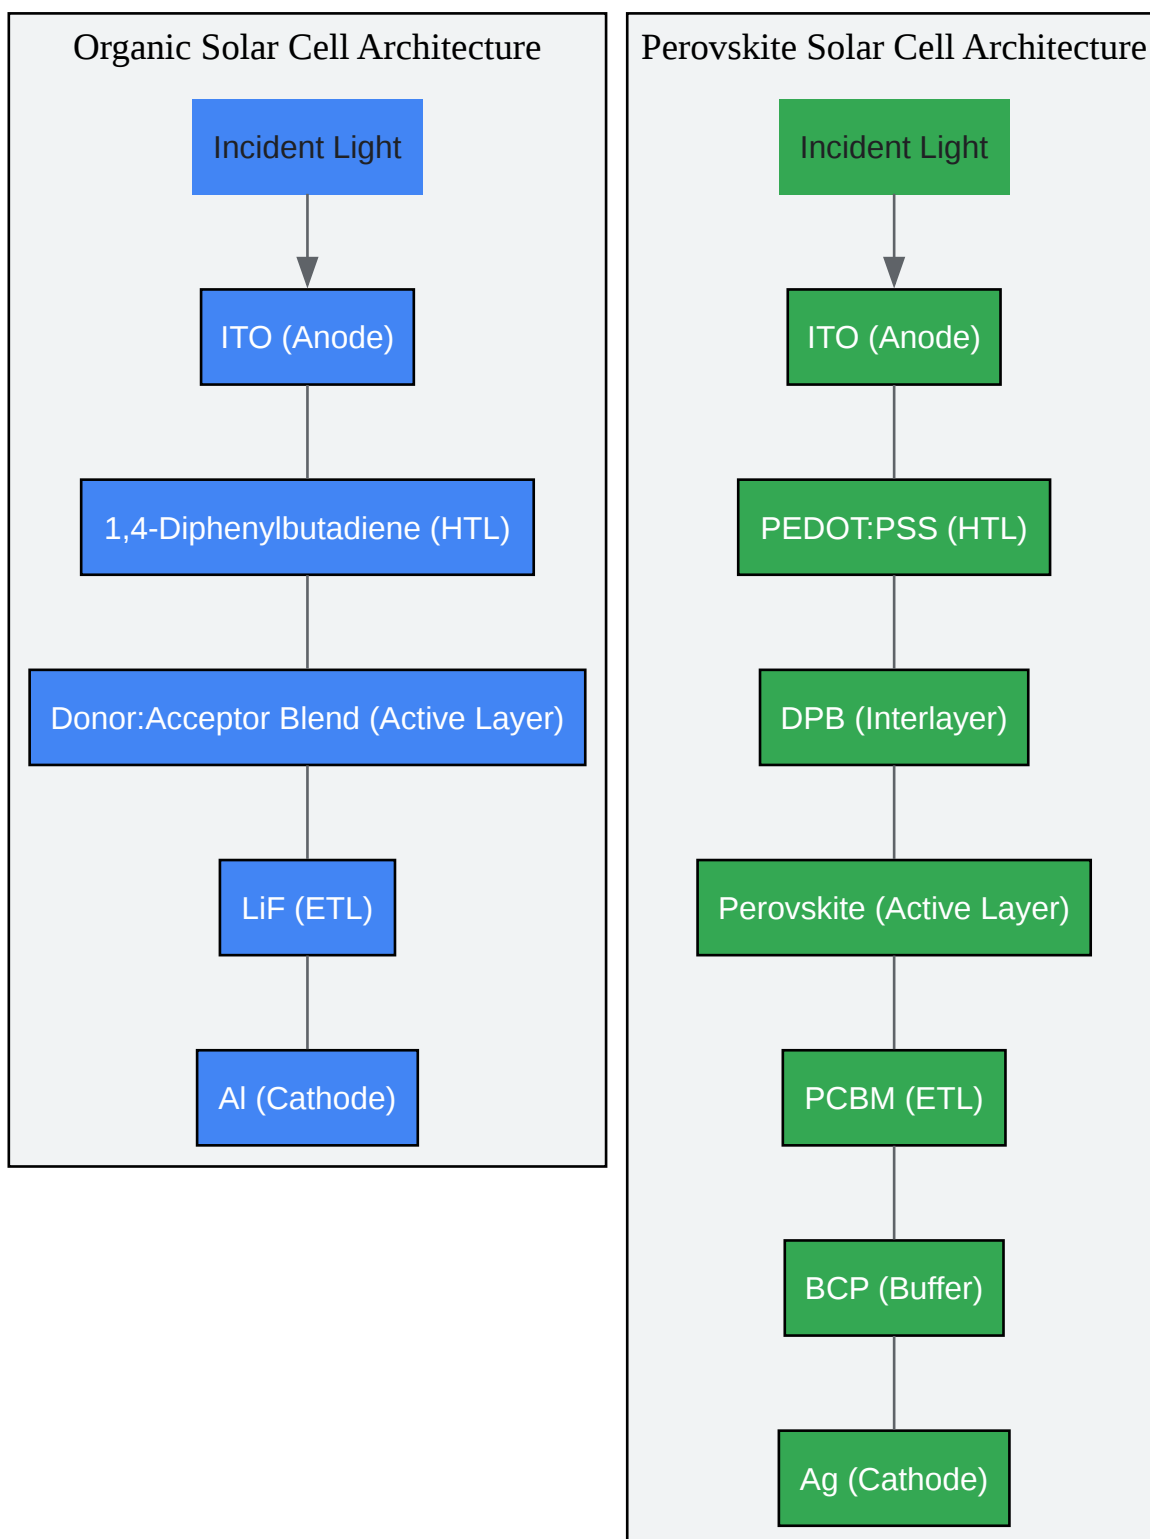 Organic Solar Cell Architecture
Incident Light
ITO (Anode)
1,4-Diphenylbutadiene (HTL)
Donor:Acceptor Blend (Active Layer)
LiF (ETL)
Al (Cathode)
Perovskite Solar Cell Architecture
Incident Light
ITO (Anode)
PEDOT:PSS (HTL)
DPB (Interlayer)
Perovskite (Active Layer)
PCBM (ETL)
BCP (Buffer)
Ag (Cathode)